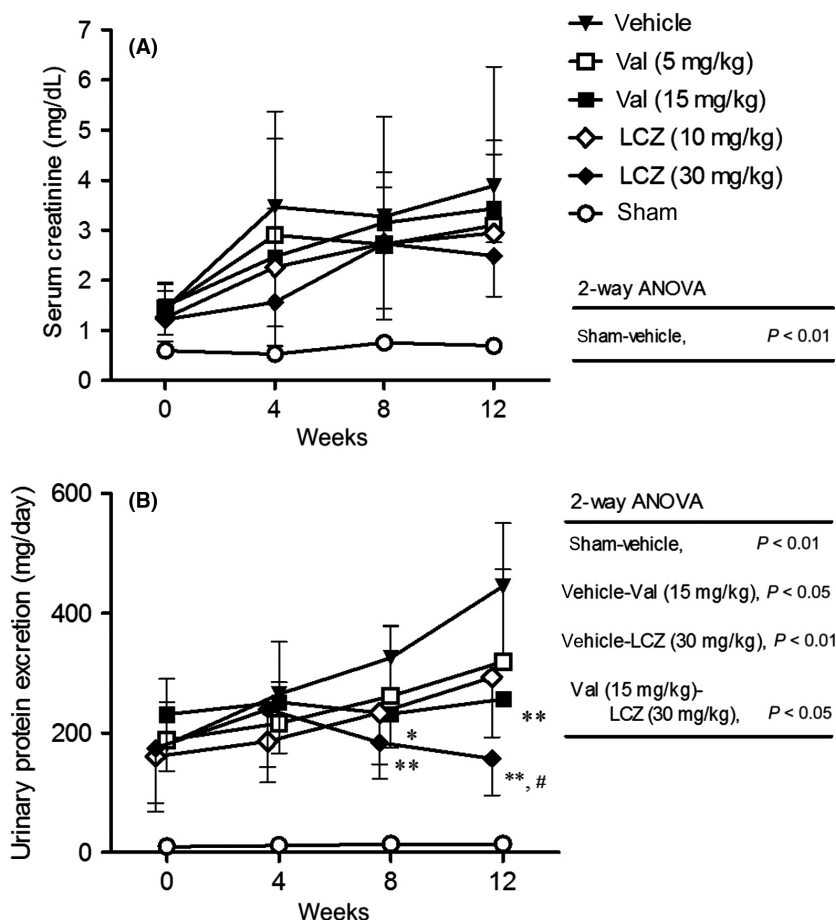 (A)
Serum creatinine (mg/dL)
7
6
5
4
3
2
1
0
0 4 8 12
Weeks
Vehicle
Val (5 mg/kg)
Val (15 mg/kg)
LCZ (10 mg/kg)
LCZ (30 mg/kg)
Sham
2-way ANOVA
Sham-vehicle, P < 0.01
(B)
Urinary protein excretion (mg/day)
600
400
200
0
*
**
**
**, #
0 4 8 12
Weeks
2-way ANOVA
Sham-vehicle, P < 0.01
Vehicle-Val (15 mg/kg), P < 0.05
Vehicle-LCZ (30 mg/kg), P < 0.01
Val (15 mg/kg)-
LCZ (30 mg/kg), P < 0.05